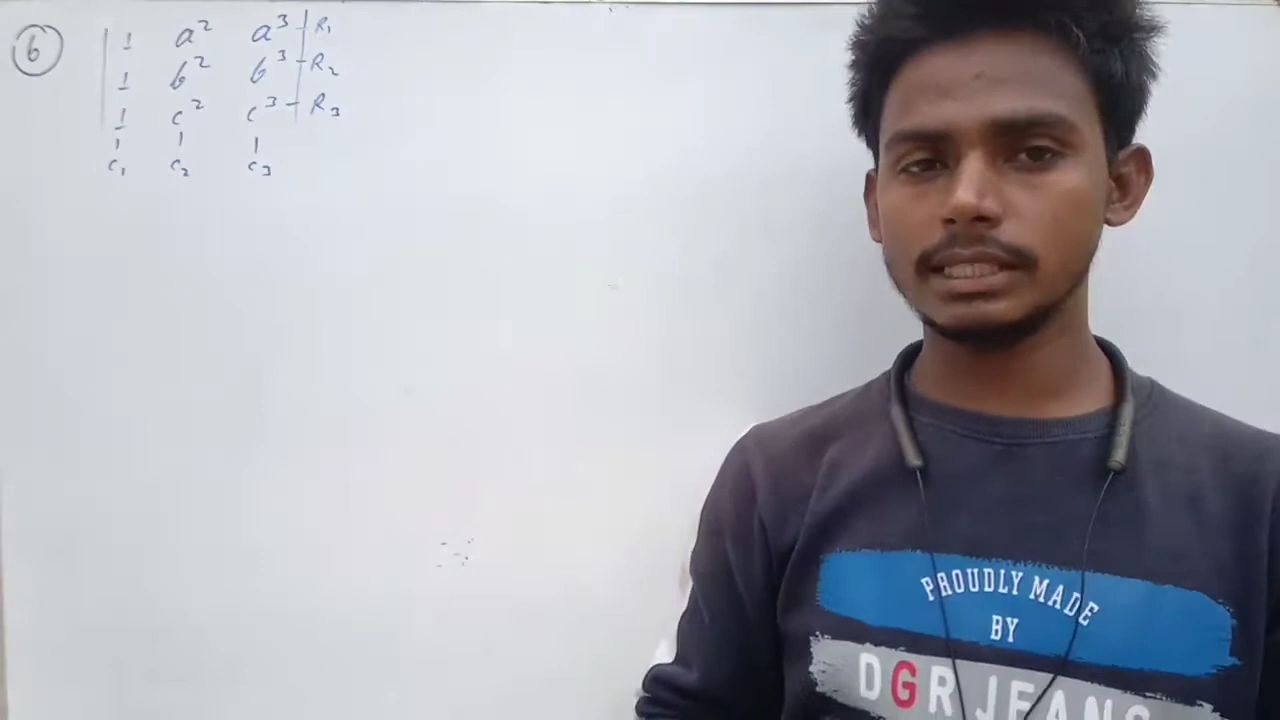 6 | 1 a² a³ | – R₁
1 b² b³ – R₂
1 c² c³ – R₃
c₁ c₂ c₃
PROUDLY MADE
BY
DGR JEANS